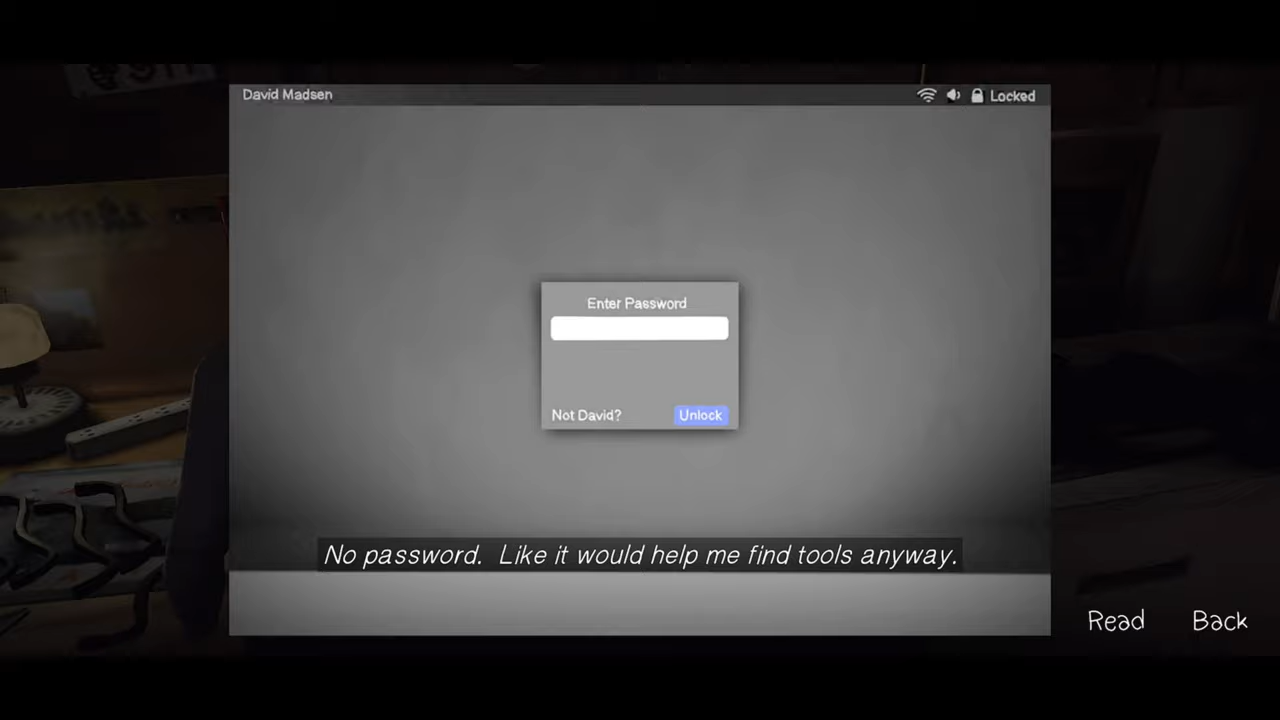 David Madsen
Locked
Enter Password
Not David?
Unlock
No password. Like it would help me find tools anyway.
Read
Back